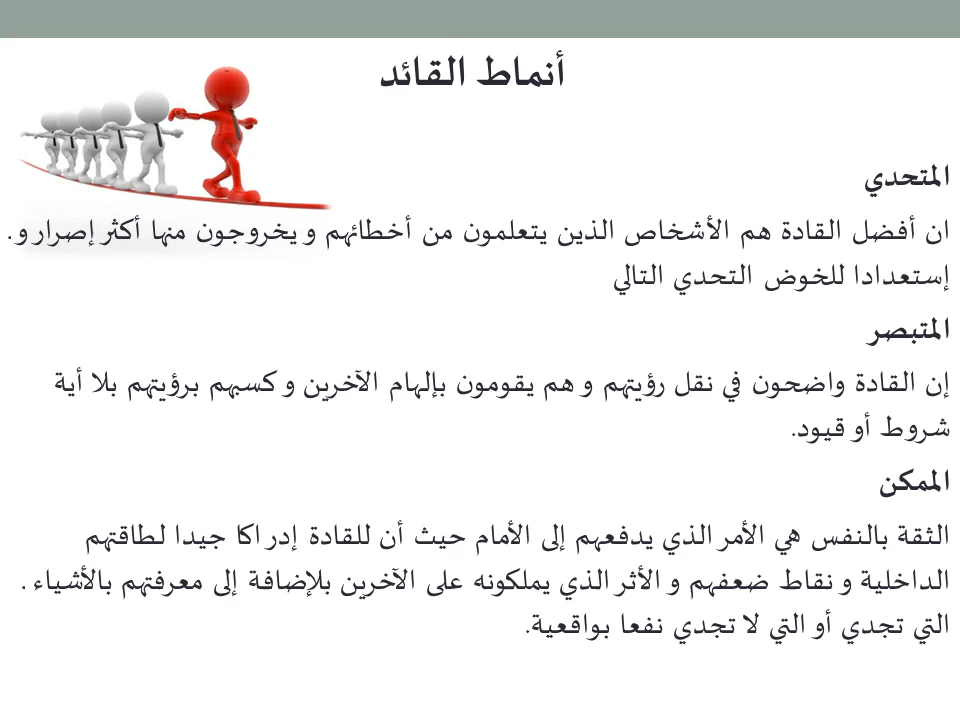 أنماط القائد
المتحدي
ان أفضل القادة هم الأشخاص الذين يتعلمون من أخطائهم و يخروجون منها أكثر إصرار و.
إستعدادا للخوض التحدي التالي
المتبصر
إن القادة واضحون في نقل رؤيتهم و هم يقومون بإلهام الآخرين و كسبهم برؤيتهم بلا أية
شروط أو قيود.
الممكن
الثقة بالنفس هي الأمر الذي يدفعهم إلى الأمام حيث أن للقادة إدراكا جيدا لطاقتهم
الداخلية و نقاط ضعفهم و الأثر الذي يملكونه على الآخرين بلإضافة إلى معرفتهم بالأشياء .
التي تجدي أو التي لا تجدي نفعا بواقعية.